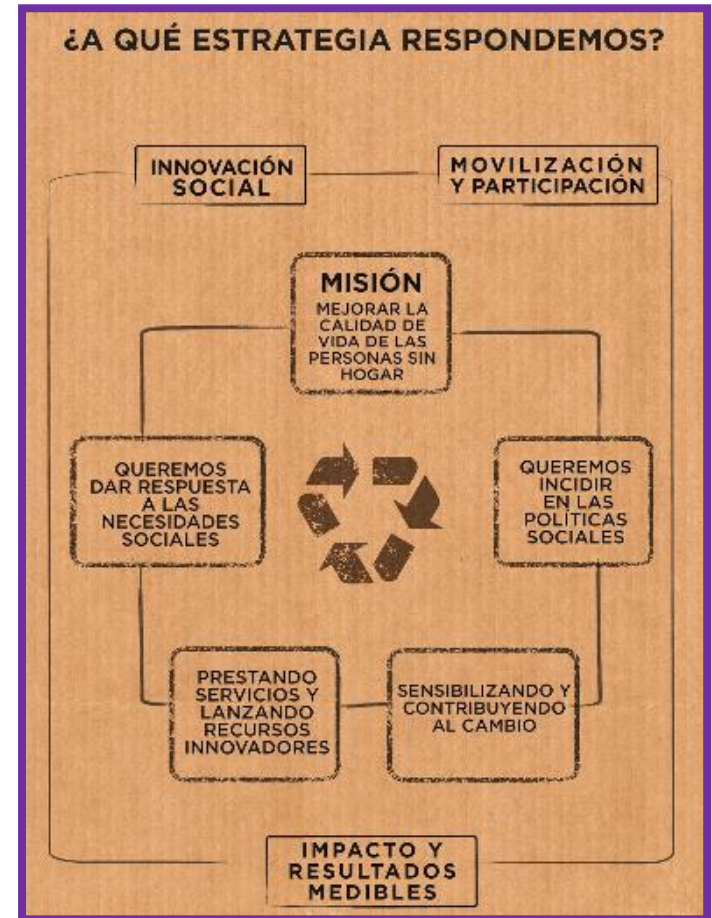 ¿A QUÉ ESTRATEGIA RESPONDEMOS?
INNOVACIÓN
SOCIAL
MOVILIZACIÓN
Y PARTICIPACIÓN
MISIÓN
MEJORAR LA
CALIDAD DE
VIDA DE LAS
PERSONAS SIN
HOGAR
QUEREMOS
DAR RESPUESTA
A LAS
NECESIDADES
SOCIALES
QUEREMOS
INCIDIR
EN LAS
POLÍTICAS
SOCIALES
PRESTANDO
SERVICIOS Y
LANZANDO
RECURSOS
INNOVADORES
SENSIBILIZANDO Y
CONTRIBUYENDO
AL CAMBIO
IMPACTO Y
RESULTADOS
MEDIBLES